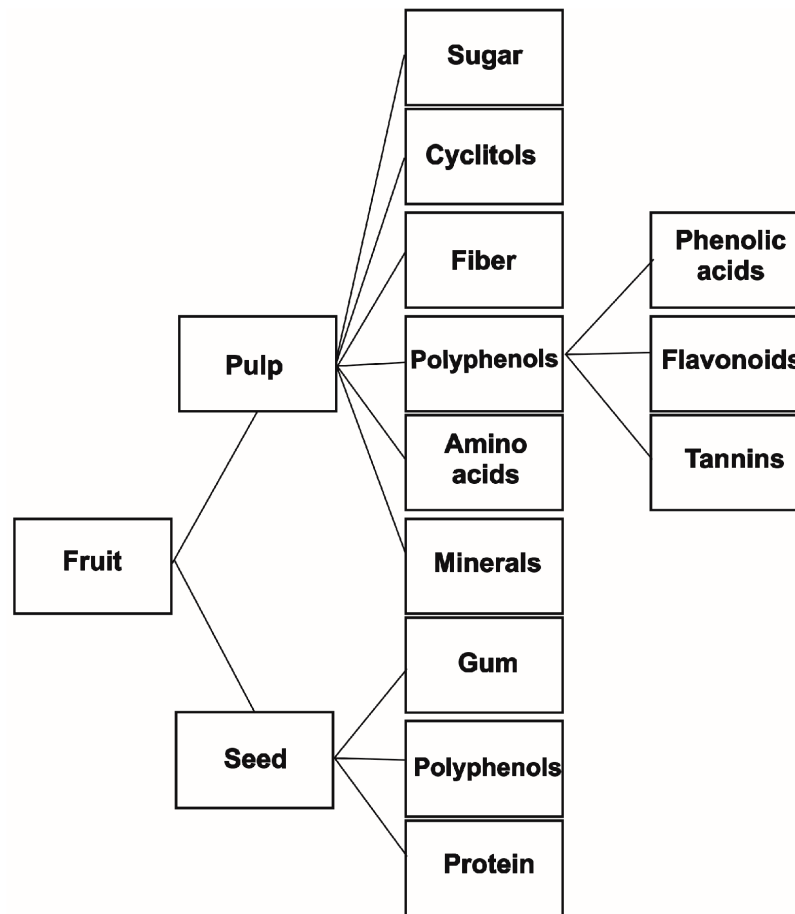 Sugar
Cyclitols
Fiber
Phenolic
acids
Pulp
Polyphenols
Flavonoids
Amino
acids
Tannins
Fruit
Minerals
Gum
Seed
Polyphenols
Protein